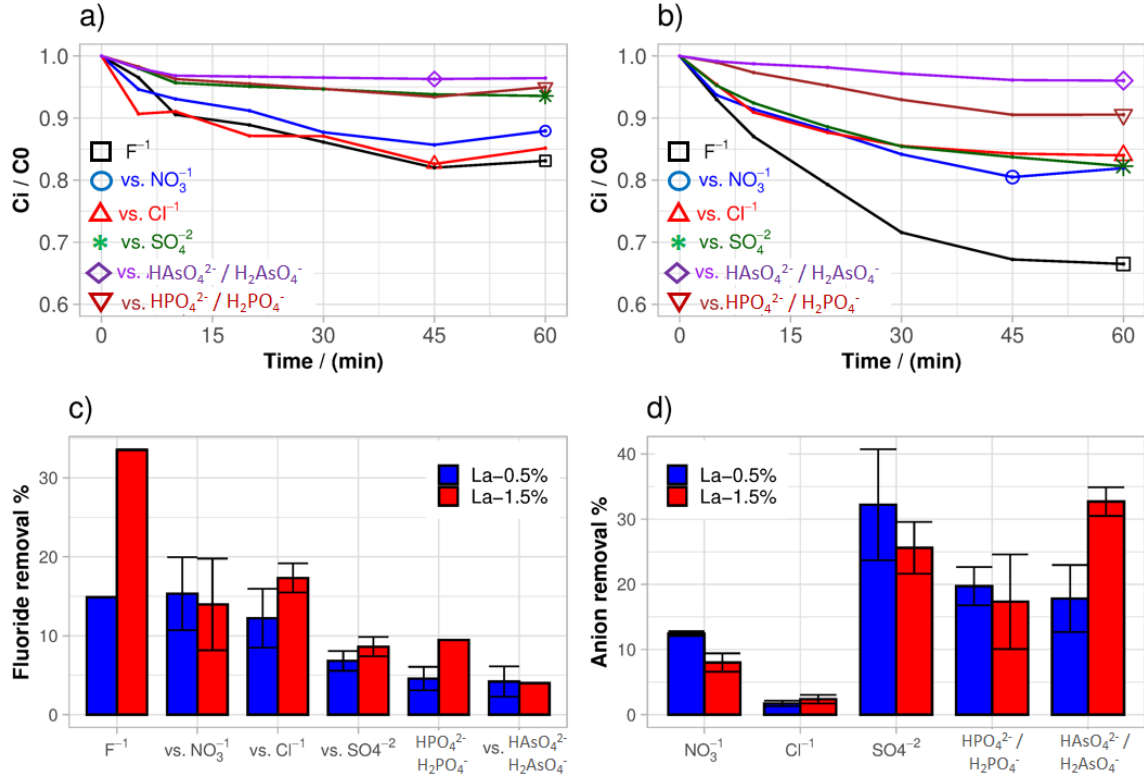 a)
Ci / C0
1.0
0.9
0.8
0.7
0.6
F⁻¹
vs. NO₃⁻¹
vs. Cl⁻¹
vs. SO₄⁻²
vs. HAsO₄²⁻ / H₂AsO₄⁻
vs. HPO₄²⁻ / H₂PO₄⁻
0 15 30 45 60
Time / (min)
b)
Ci / C0
1.0
0.9
0.8
0.7
0.6
F⁻¹
vs. NO₃⁻¹
vs. Cl⁻¹
vs. SO₄⁻²
vs. HAsO₄²⁻ / H₂AsO₄⁻
vs. HPO₄²⁻ / H₂PO₄⁻
0 15 30 45 60
Time / (min)
c)
Fluoride removal %
30
20
10
0
La−0.5%
La−1.5%
F⁻¹
vs. NO₃⁻¹
vs. Cl⁻¹
vs. SO4⁻²
HPO₄²⁻
H₂PO₄⁻
vs. HAsO₄²⁻
H₂AsO₄⁻
d)
Anion removal %
40
30
20
10
0
La−0.5%
La−1.5%
NO₃⁻¹
Cl⁻¹
SO4⁻²
HPO₄²⁻ /
H₂PO₄⁻
HAsO₄²⁻ /
H₂AsO₄⁻